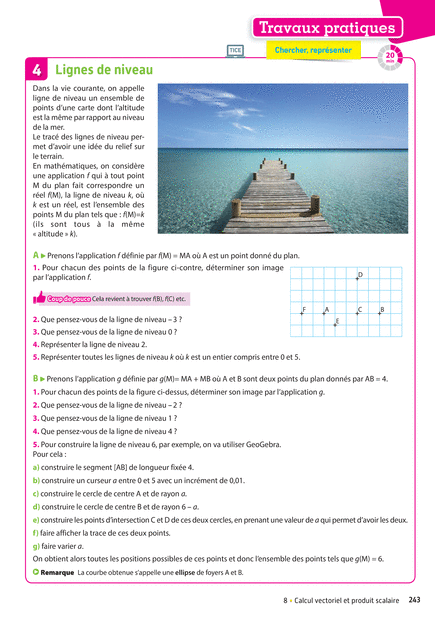 Travaux pratiques
TICE
Chercher, représenter
20
min
4 Lignes de niveau
Dans la vie courante, on appelle
ligne de niveau un ensemble de
points d'une carte dont l'altitude
est la même par rapport au niveau
de la mer.
Le tracé des lignes de niveau per-
met d'avoir une idée du relief sur
le terrain.
En mathématiques, on considère
une application f qui à tout point
M du plan fait correspondre un
réel f(M), la ligne de niveau k, où
k est un réel, est l'ensemble des
points M du plan tels que : f(M)=k
(ils sont tous à la même
« altitude » k).
A ▶ Prenons l'application f définie par f(M) = MA où A est un point donné du plan.
1. Pour chacun des points de la figure ci-contre, déterminer son image
par l'application f.
Coup de pouce Cela revient à trouver f(B), f(C) etc.
D
F A C B
E
2. Que pensez-vous de la ligne de niveau –3 ?
3. Que pensez-vous de la ligne de niveau 0 ?
4. Représenter la ligne de niveau 2.
5. Représenter toutes les lignes de niveau k où k est un entier compris entre 0 et 5.
B ▶ Prenons l'application g définie par g(M)= MA + MB où A et B sont deux points du plan donnés par AB = 4.
1. Pour chacun des points de la figure ci-dessus, déterminer son image par l'application g.
2. Que pensez-vous de la ligne de niveau –2 ?
3. Que pensez-vous de la ligne de niveau 1 ?
4. Que pensez-vous de la ligne de niveau 4 ?
5. Pour construire la ligne de niveau 6, par exemple, on va utiliser GeoGebra.
Pour cela :
a) construire le segment [AB] de longueur fixée 4.
b) construire un curseur a entre 0 et 5 avec un incrément de 0,01.
c) construire le cercle de centre A et de rayon a.
d) construire le cercle de centre B et de rayon 6 – a.
e) construire les points d'intersection C et D de ces deux cercles, en prenant une valeur de a qui permet d'avoir les deux.
f) faire afficher la trace de ces deux points.
g) faire varier a.
On obtient alors toutes les positions possibles de ces points et donc l'ensemble des points tels que g(M) = 6.
Remarque La courbe obtenue s'appelle une ellipse de foyers A et B.
8 • Calcul vectoriel et produit scalaire 243